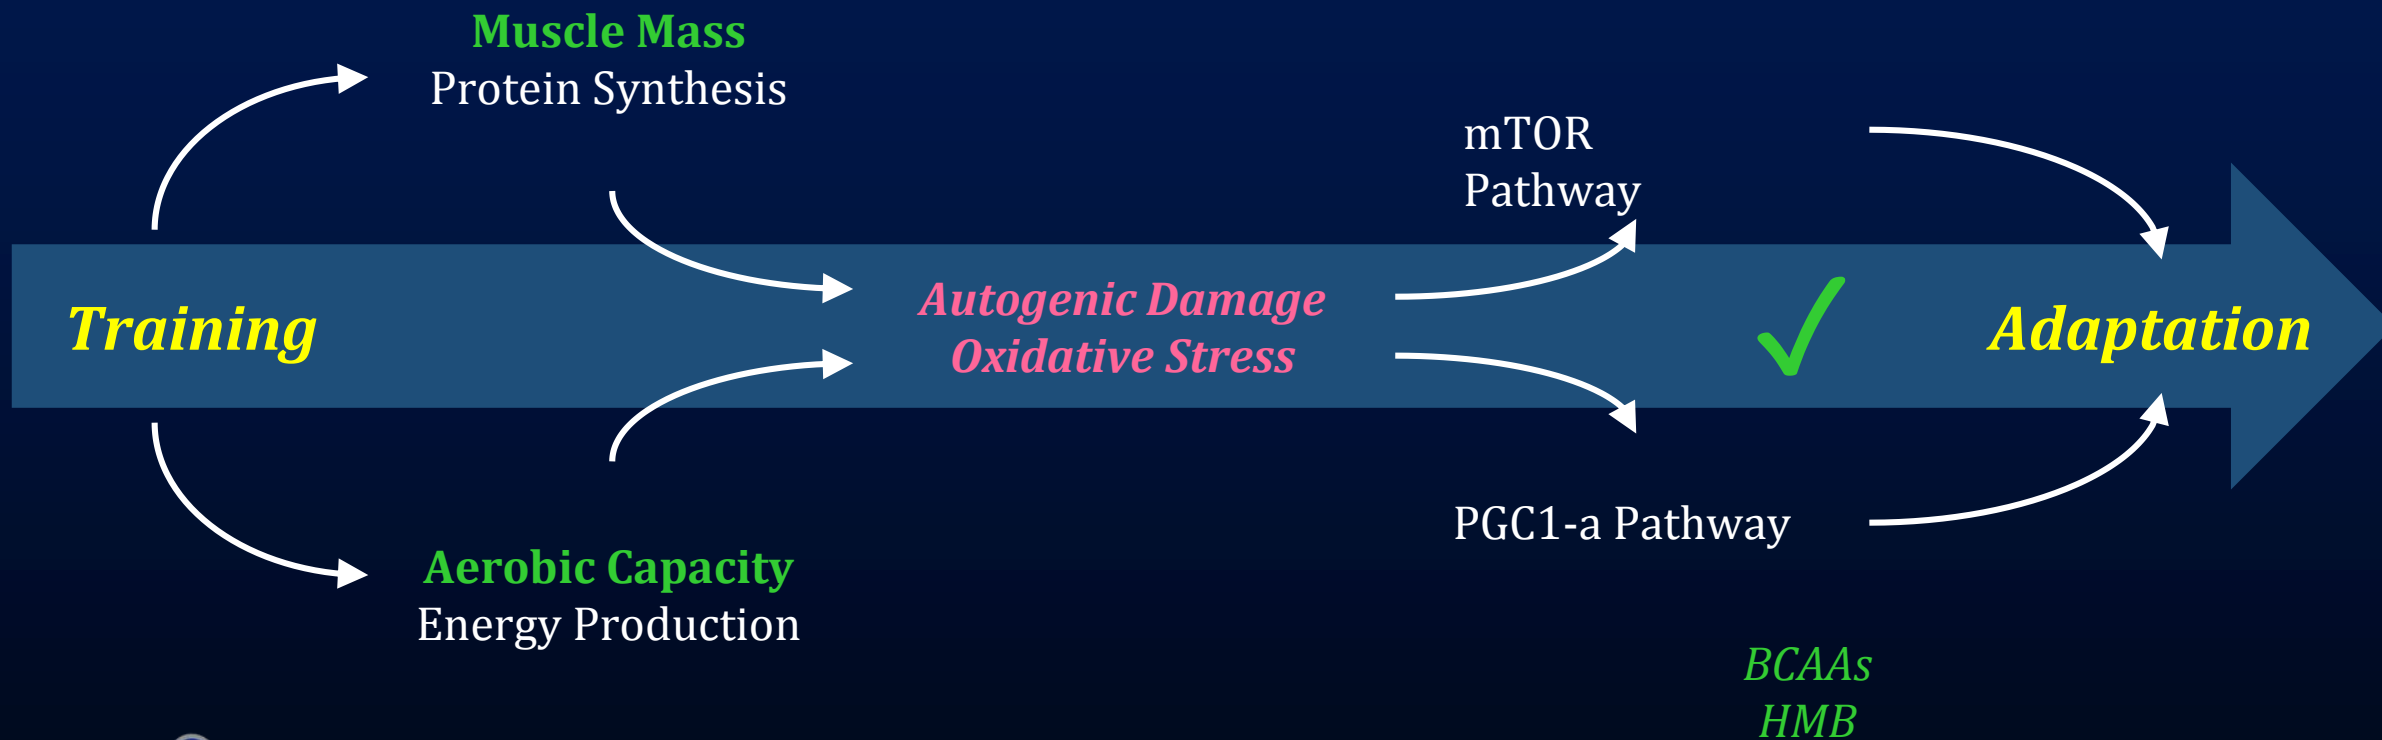 Muscle Mass
Protein Synthesis
mTOR
Pathway
Training
Autogenic Damage
Oxidative Stress
Adaptation
PGC1-a Pathway
Aerobic Capacity
Energy Production
BCAAs
HMB